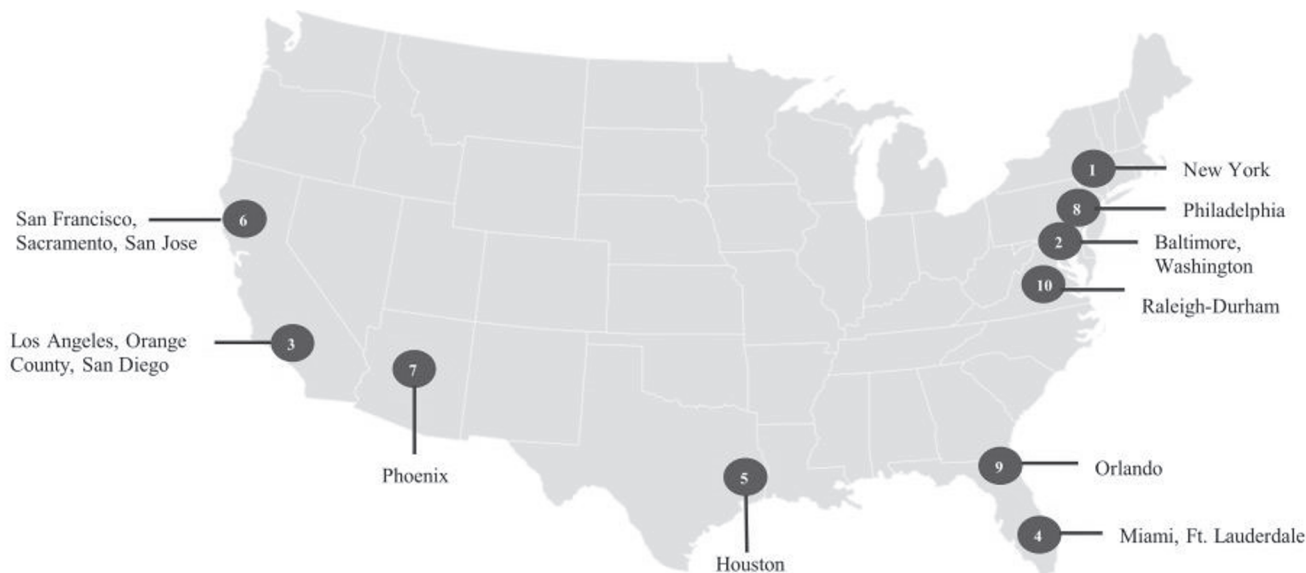 1
New York
8
Philadelphia
2
Baltimore,
Washington
10
Raleigh-Durham
6
San Francisco,
Sacramento, San Jose
3
Los Angeles, Orange
County, San Diego
7
Phoenix
5
Houston
9
Orlando
4
Miami, Ft. Lauderdale